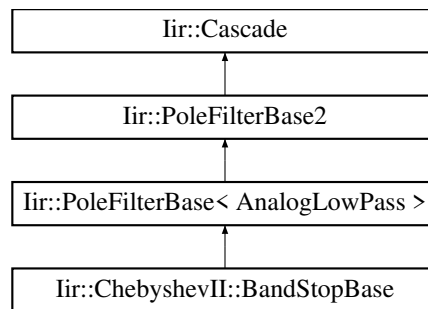 Iir::Cascade
Iir::PoleFilterBase2
Iir::PoleFilterBase< AnalogLowPass >
Iir::ChebyshevII::BandStopBase